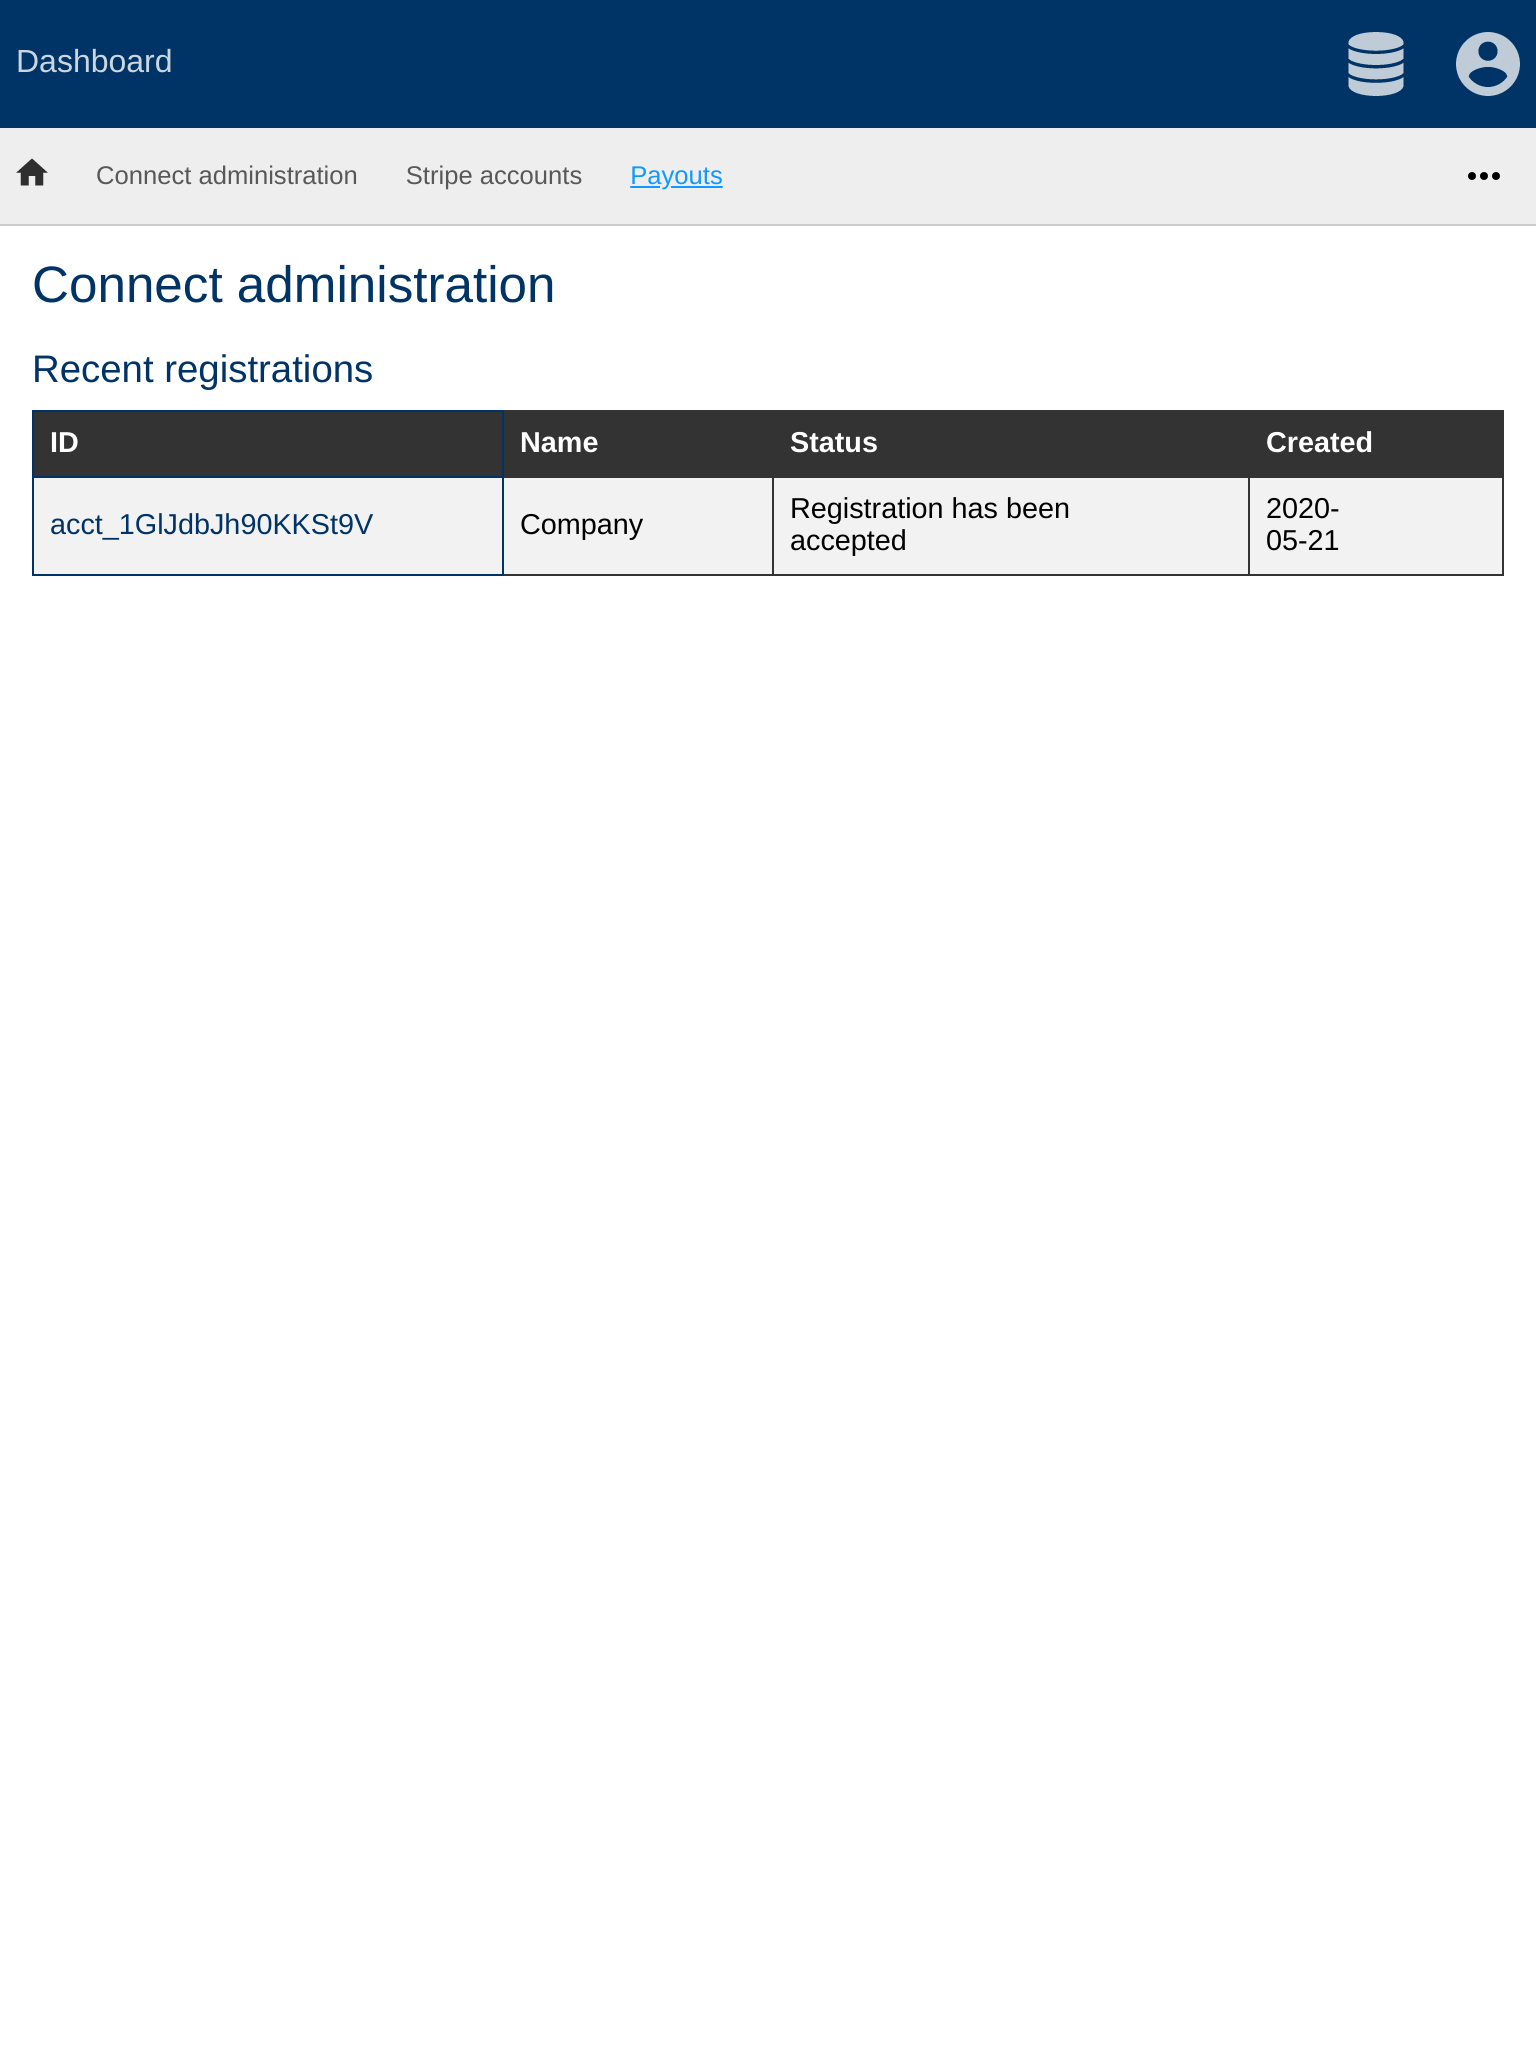 Dashboard
Connect administration Stripe accounts Payouts
Connect administration
Recent registrations
ID Name Status Created
acct_1GlJdbJh90KKSt9V Company Registration has been accepted 2020-05-21